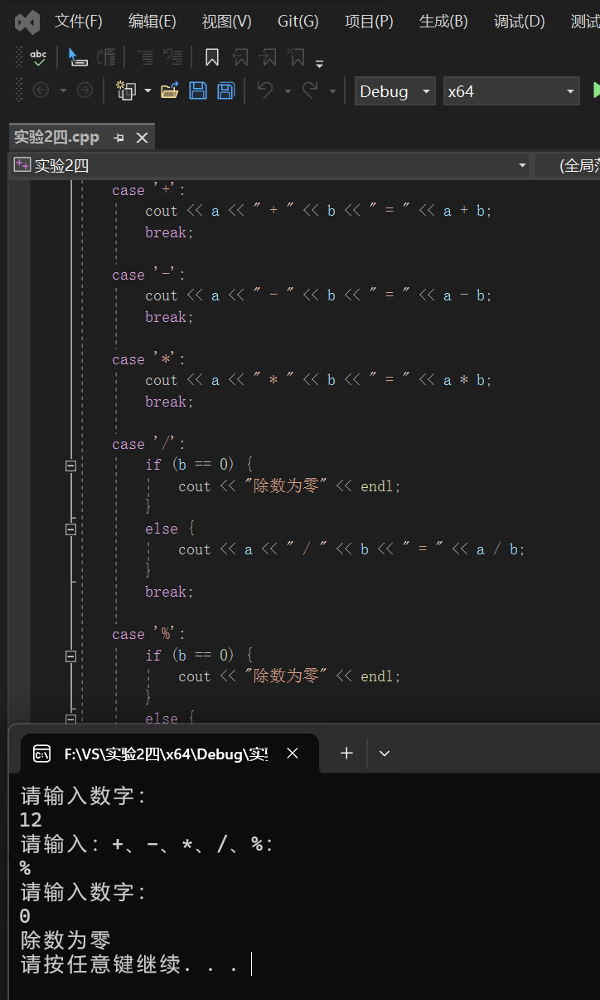 文件(F) 编辑(E) 视图(V) Git(G) 项目(P) 生成(B) 调试(D) 测试
abc
Debug x64
实验2四.cpp
实验2四 (全局范
case '+':
cout << a << " + " << b << " = " << a + b;
break;
case '-':
cout << a << " - " << b << " = " << a - b;
break;
case '*':
cout << a << " * " << b << " = " << a * b;
break;
case '/':
if (b == 0) {
cout << "除数为零" << endl;
}
else {
cout << a << " / " << b << " = " << a / b;
}
break;
case '%':
if (b == 0) {
cout << "除数为零" << endl;
}
else {
F:\VS\实验2四\x64\Debug\实验
请输入数字:
12
请输入: +、-、*、/、%:
%
请输入数字:
0
除数为零
请按任意键继续. . .